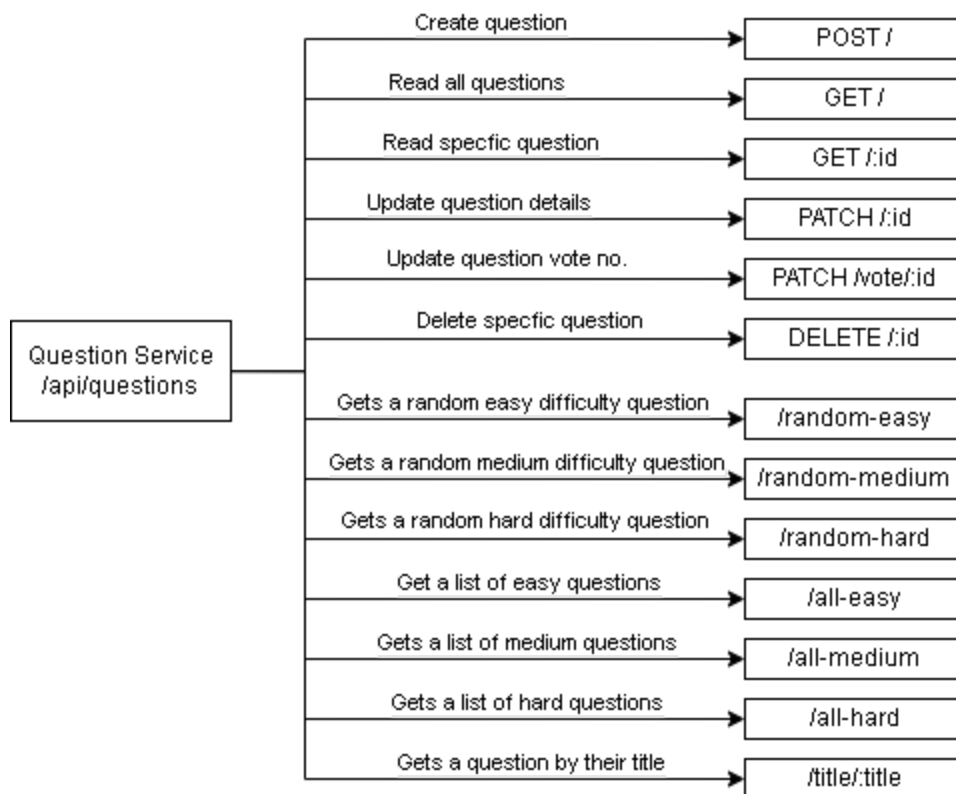 Create question
POST /
Read all questions
GET /
Read specfic question
GET /:id
Update question details
PATCH /:id
Update question vote no.
PATCH /vote/:id
Delete specfic question
DELETE /:id
Question Service
/api/questions
Gets a random easy difficulty question
/random-easy
Gets a random medium difficulty question
/random-medium
Gets a random hard difficulty question
/random-hard
Get a list of easy questions
/all-easy
Gets a list of medium questions
/all-medium
Gets a list of hard questions
/all-hard
Gets a question by their title
/title/:title